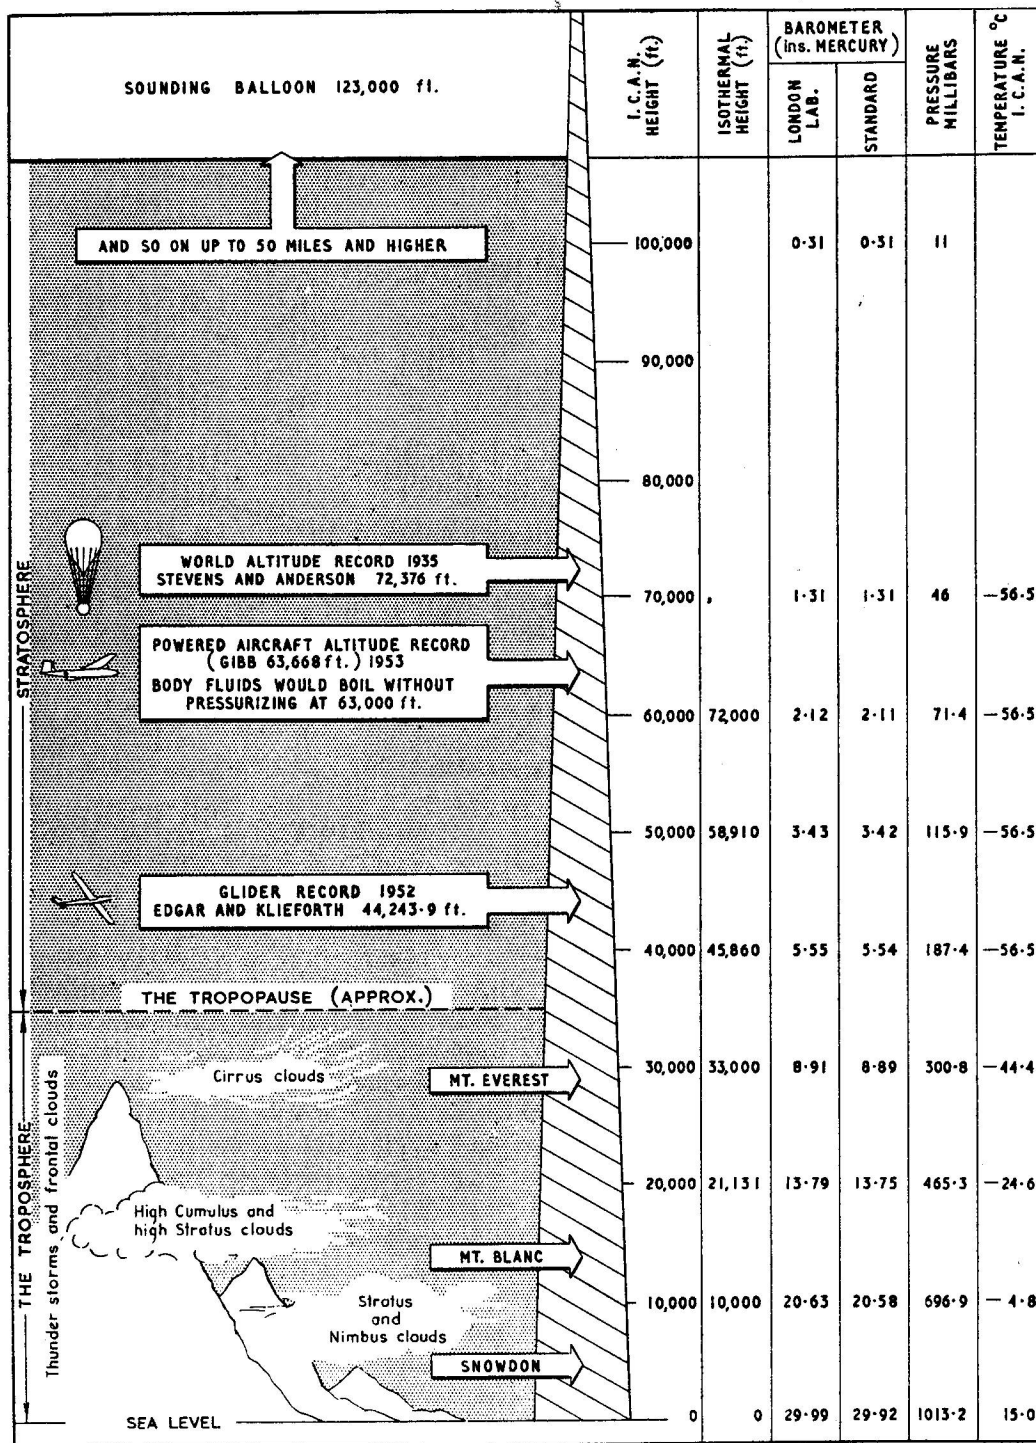 SOUNDING BALLOON 123,000 ft.
I.C.A.N. HEIGHT (ft.)
ISOTHERMAL HEIGHT (ft.)
BAROMETER
(ins. MERCURY)
LONDON LAB.
STANDARD
PRESSURE MILLIBARS
TEMPERATURE °C I.C.A.N.
AND SO ON UP TO 50 MILES AND HIGHER
100,000 0·31 0·31 11
90,000
80,000
STRATOSPHERE
WORLD ALTITUDE RECORD 1935
STEVENS AND ANDERSON 72,376 ft.
70,000 1·31 1·31 46 —56·5
POWERED AIRCRAFT ALTITUDE RECORD
(GIBB 63,668 ft.) 1953
BODY FLUIDS WOULD BOIL WITHOUT
PRESSURIZING AT 63,000 ft.
60,000 72,000 2·12 2·11 71·4 —56·5
50,000 58,910 3·43 3·42 115·9 —56·5
GLIDER RECORD 1952
EDGAR AND KLIEFORTH 44,243·9 ft.
40,000 45,860 5·55 5·54 187·4 —56·5
THE TROPOPAUSE (APPROX.)
THE TROPOSPHERE
Thunder storms and frontal clouds
Cirrus clouds
MT. EVEREST
30,000 33,000 8·91 8·89 300·8 —44·4
20,000 21,131 13·79 13·75 465·3 —24·6
High Cumulus and
high Stratus clouds
MT. BLANC
Stratus
and
Nimbus clouds
10,000 10,000 20·63 20·58 696·9 — 4·8
SNOWDON
SEA LEVEL
0 0 29·99 29·92 1013·2 15·0